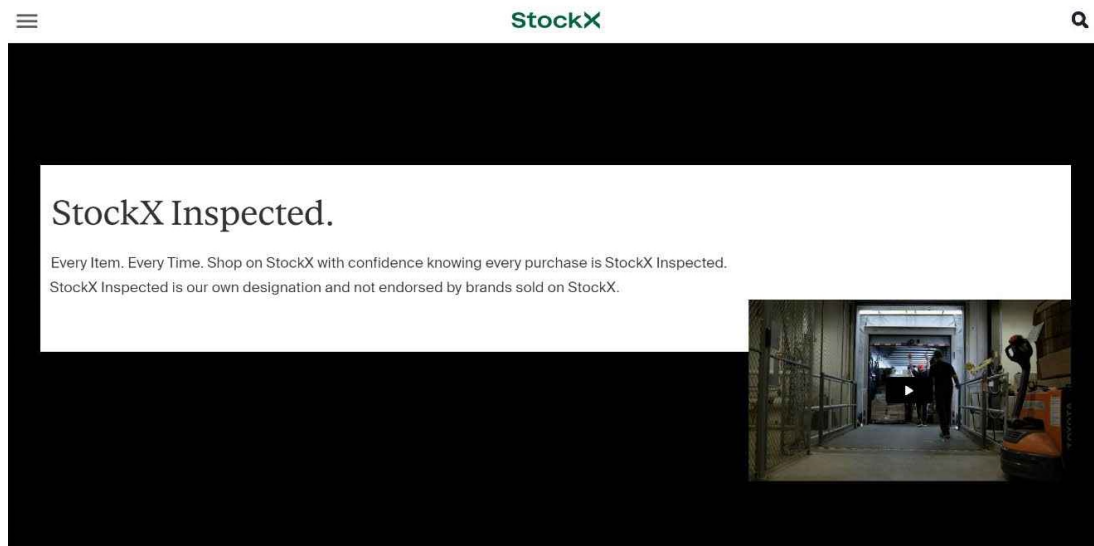 StockX
StockX Inspected.
Every Item. Every Time. Shop on StockX with confidence knowing every purchase is StockX Inspected.
StockX Inspected is our own designation and not endorsed by brands sold on StockX.
TOYOTA